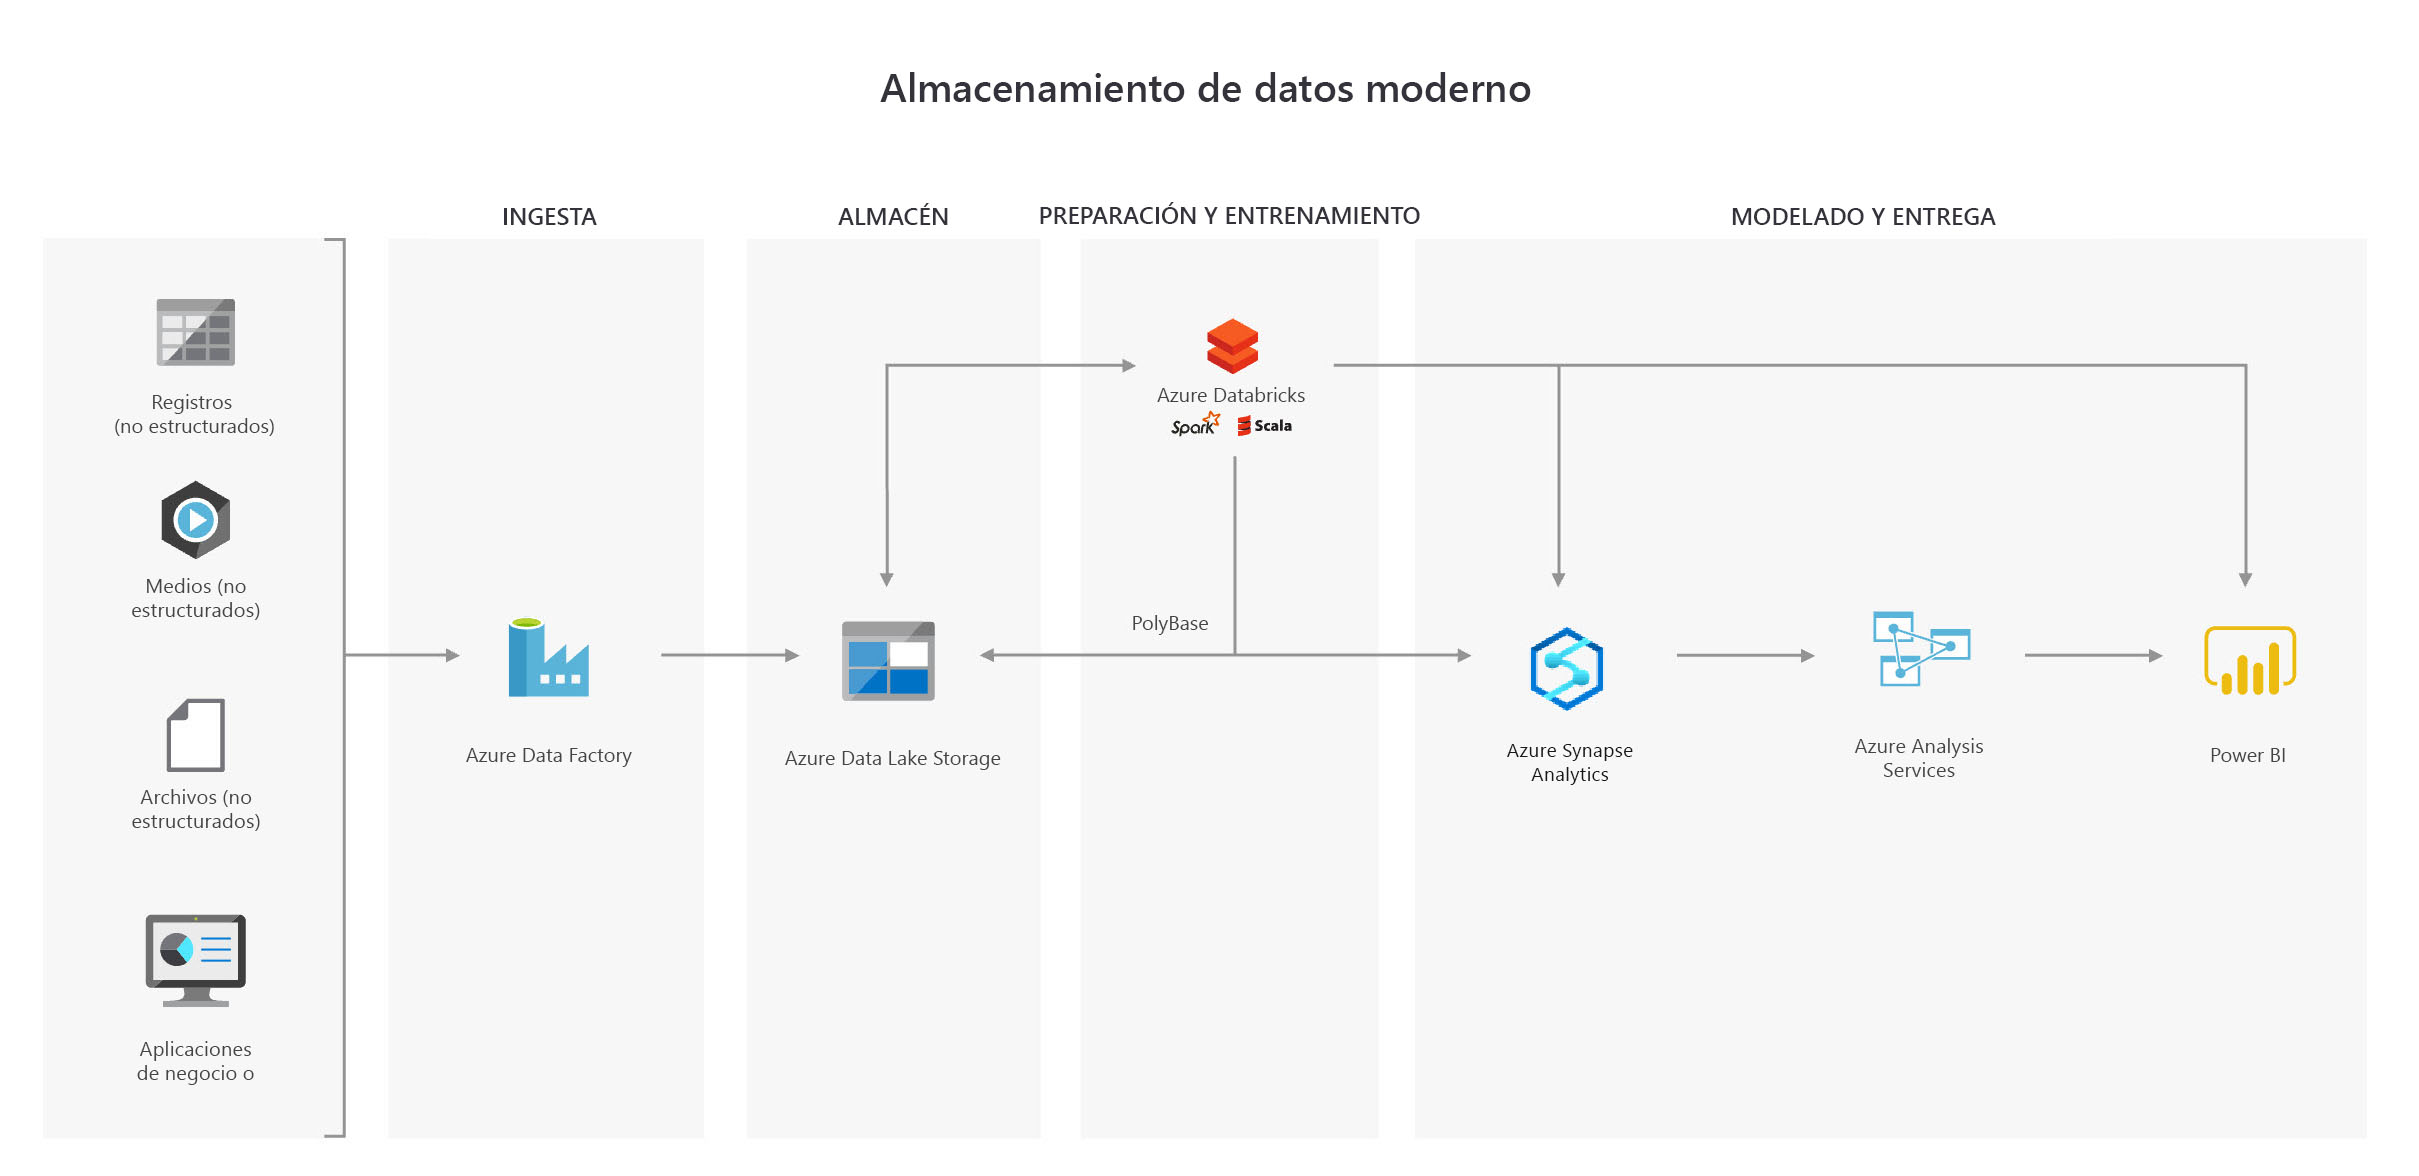 Almacenamiento de datos moderno
INGESTA
ALMACÉN
PREPARACIÓN Y ENTRENAMIENTO
MODELADO Y ENTREGA
Registros
(no estructurados)
Medios (no
estructurados)
Archivos (no
estructurados)
Aplicaciones
de negocio o
Azure Data Factory
Azure Data Lake Storage
Azure Databricks
Spark
Scala
PolyBase
Azure Synapse
Analytics
Azure Analysis
Services
Power BI